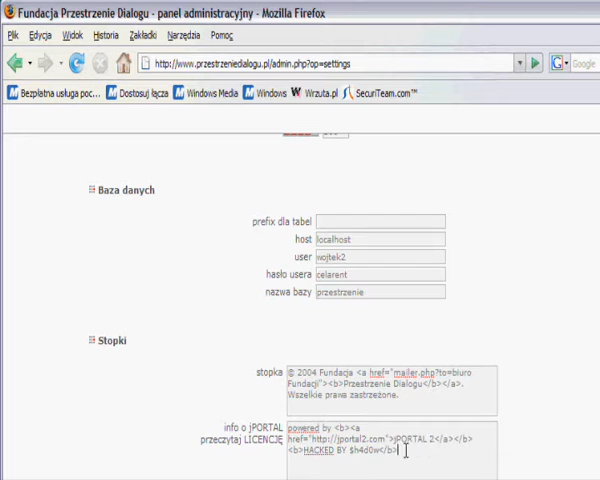 Fundacja Przestrzenie Dialogu - panel administracyjny - Mozilla Firefox
Plik Edycja Widok Historia Zakładki Narzędzia Pomoc
http://www.przestrzeniedialogu.pl/admin.php?op=settings
Google
Bezpłatna usługa poc... Dostosuj łącza Windows Media Windows Wrzuta.pl SecuriTeam.com™
Baza danych
prefix dla tabel
host localhost
user wojtek2
hasło usera celarent
nazwa bazy przestrzenie
Stopki
stopka © 2004 Fundacja <a href="mailer.php?to=biuro
Fundacji"><b>Przestrzenie Dialogu</b></a>.
Wszelkie prawa zastrzeżone.
info o jPORTAL powered by <b><a
przeczytaj LICENCJĘ href="http://jportal2.com">jPORTAL 2</a></b>
<b>HACKED BY $h4d0w</b>